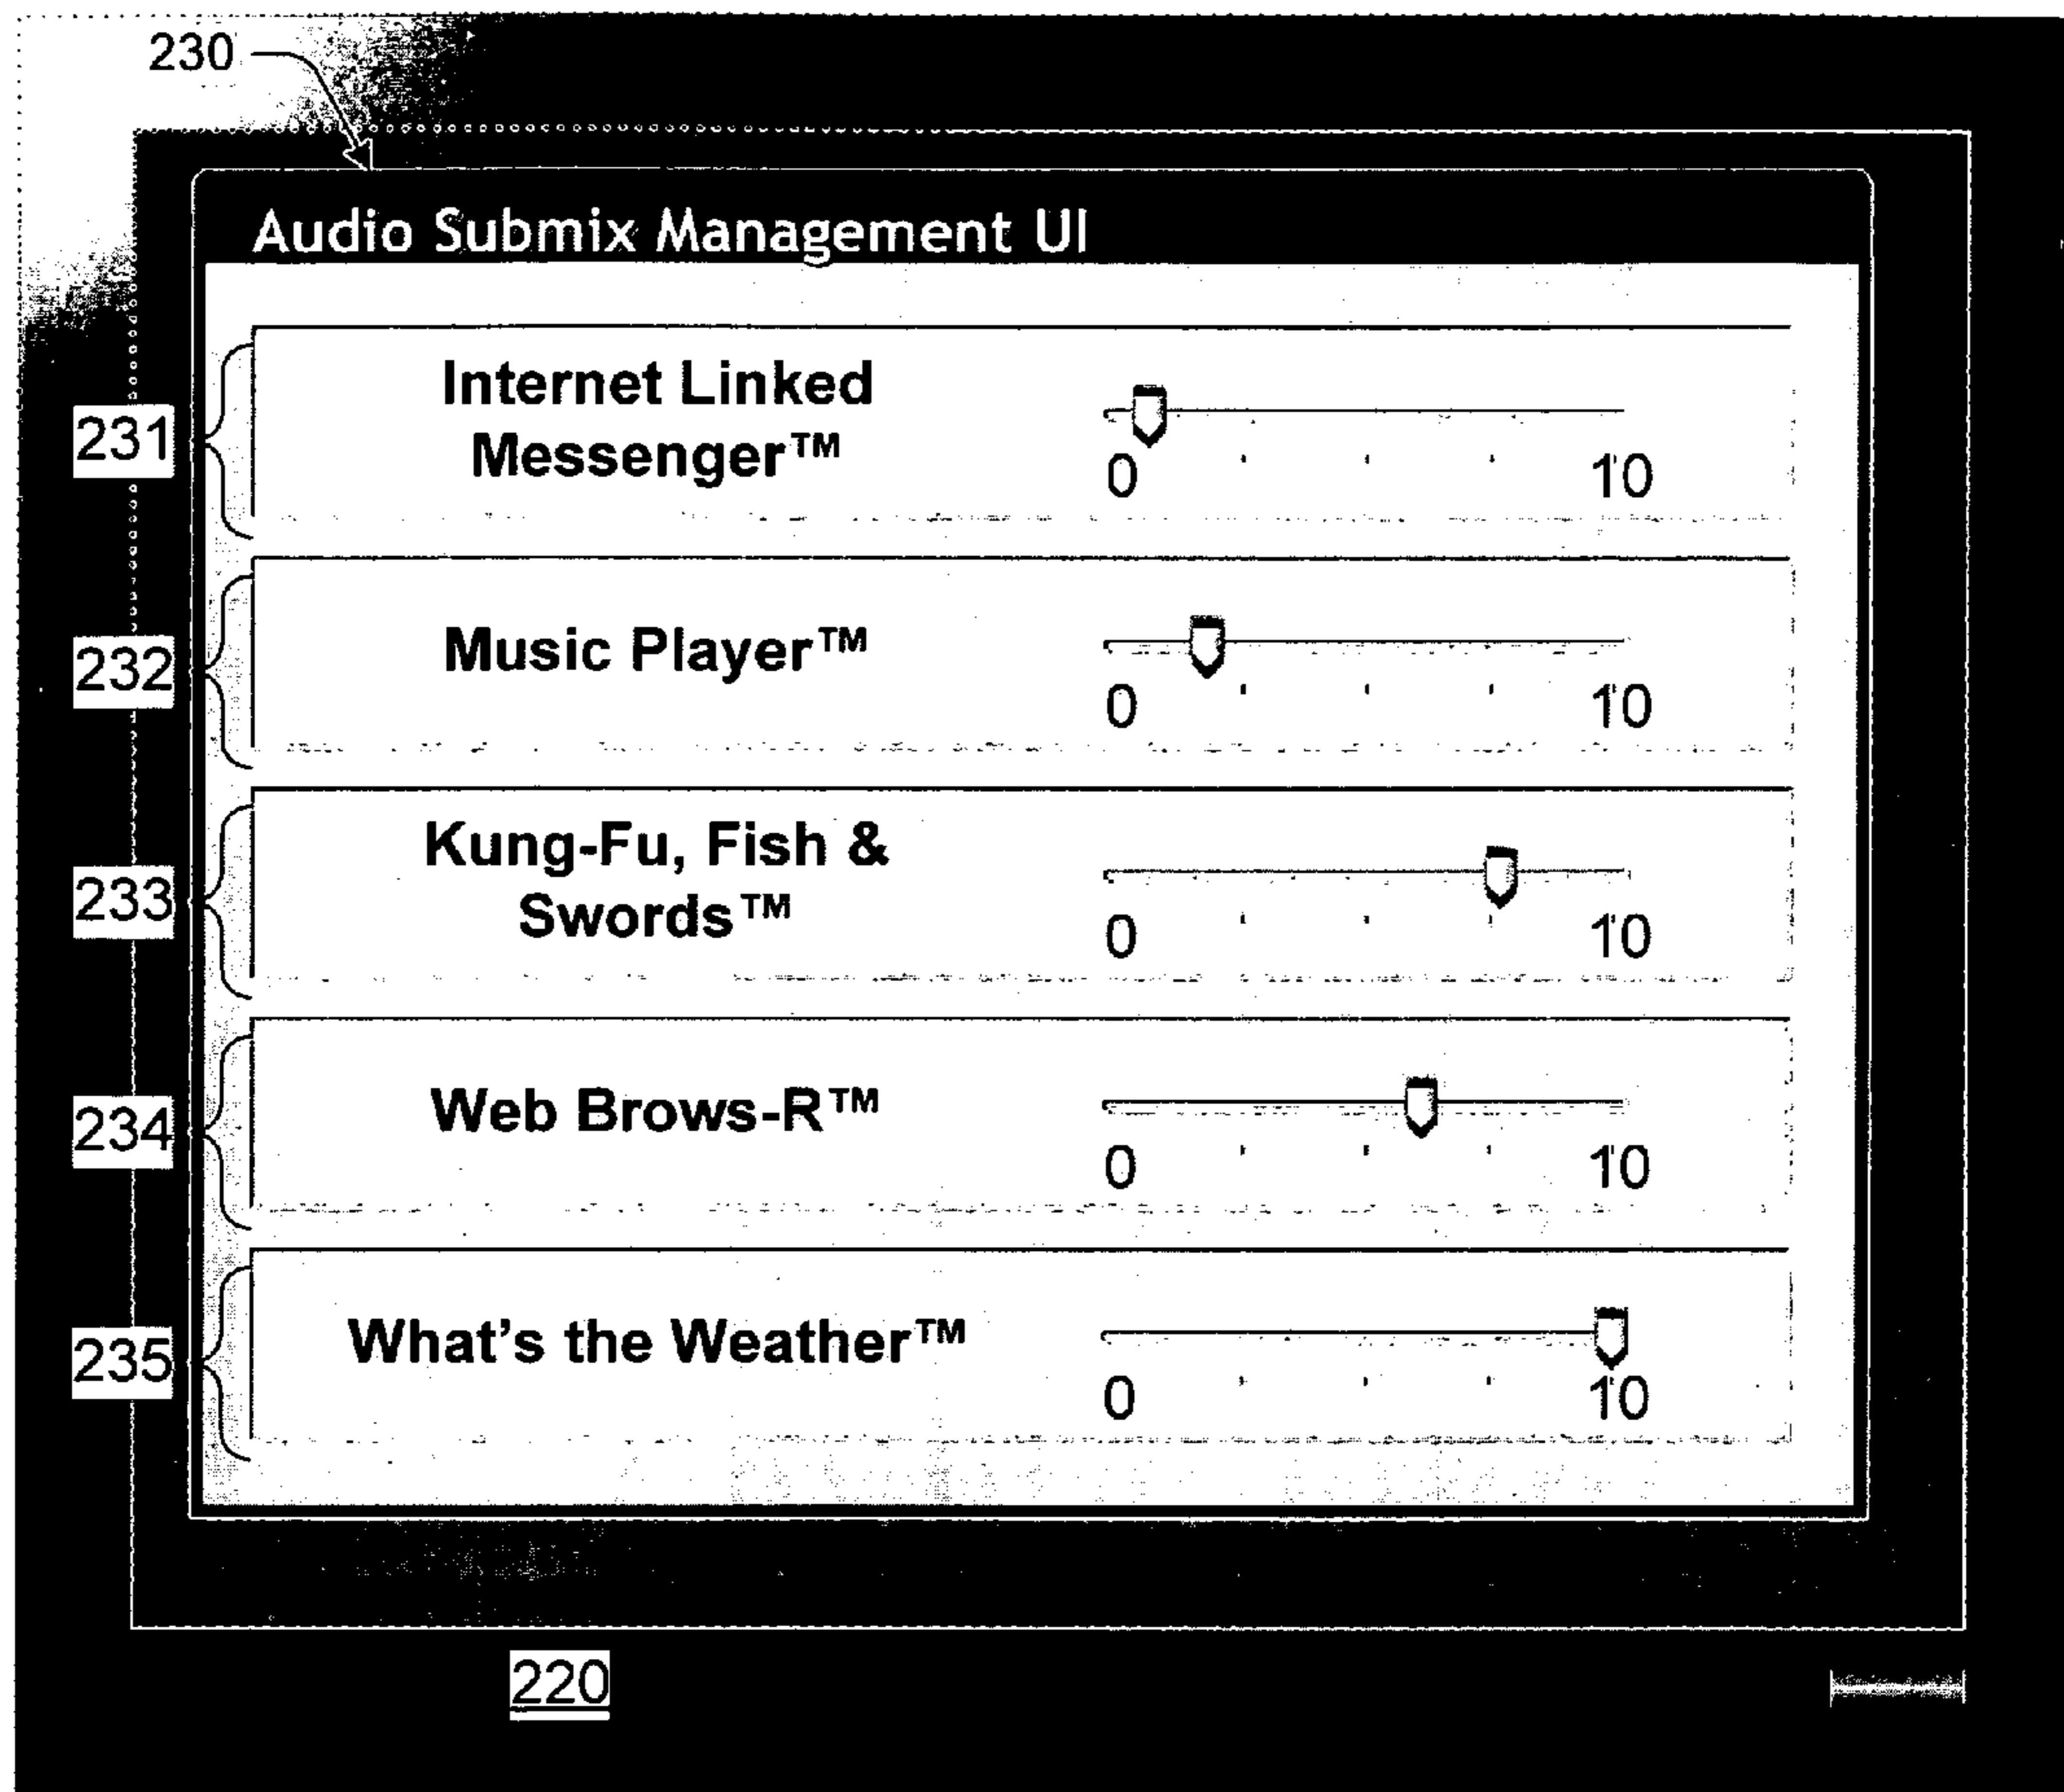 230
Audio Submix Management UI
231
Internet Linked
Messenger™
0 10
232
Music Player™
0 10
233
Kung-Fu, Fish &
Swords™
0 10
234
Web Brows-R™
0 10
235
What's the Weather™
0 10
220